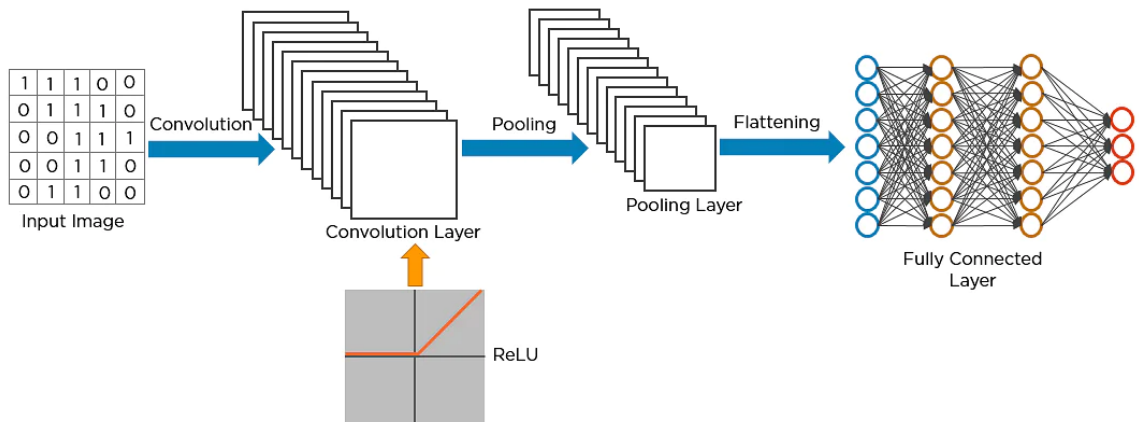 1 1 1 0 0
0 1 1 1 0
0 0 1 1 1
0 0 1 1 0
0 1 1 0 0
Input Image
Convolution
Convolution Layer
ReLU
Pooling
Pooling Layer
Flattening
Fully Connected
Layer